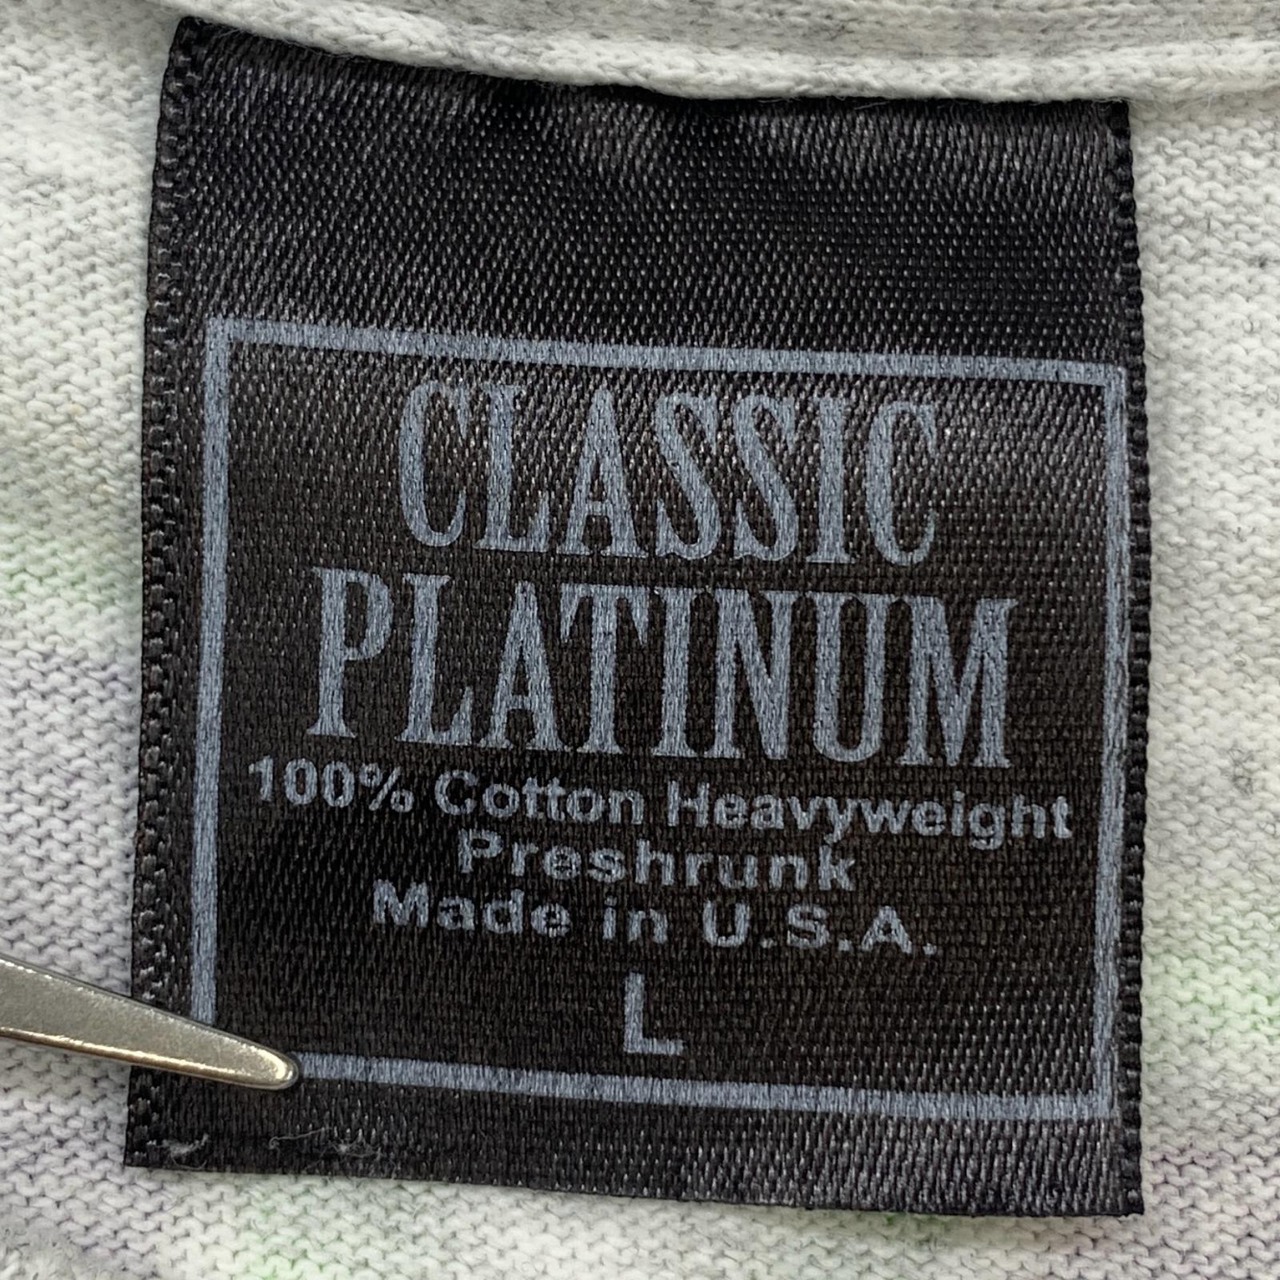 CLASSIC
PLATINUM
100% Cotton Heavyweight
Preshrunk
Made in U.S.A.
L